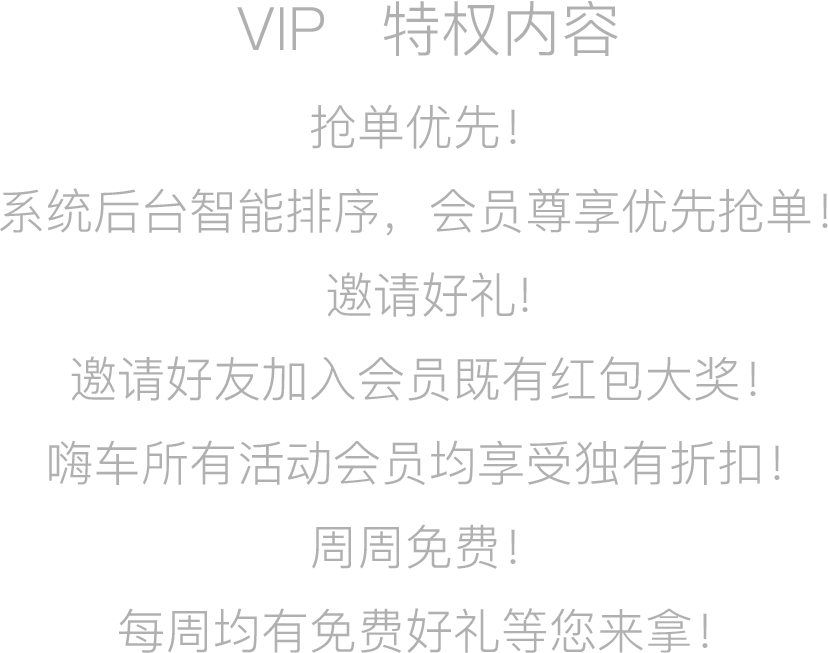 VIP 特权内容
抢单优先！
系统后台智能排序，会员尊享优先抢单！
邀请好礼！
邀请好友加入会员既有红包大奖！
嗨车所有活动会员均享受独有折扣！
周周免费！
每周均有免费好礼等您来拿！